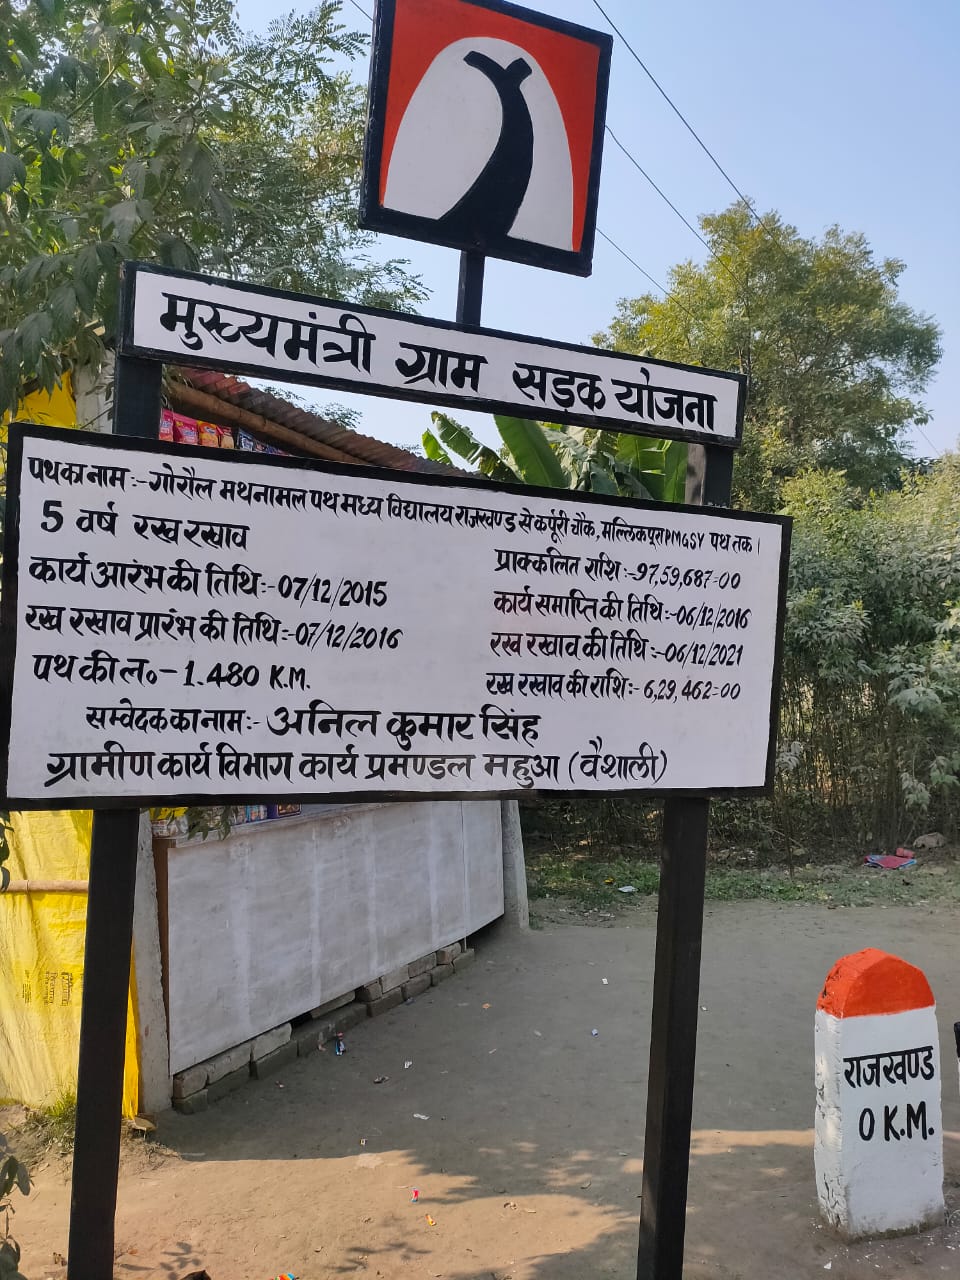 मुख्यमंत्री ग्राम सड़क योजना
पथ का नाम :- गोरौल मथनामल पथ मध्य विद्यालय राजखण्ड से कर्पूरी चौक, मल्लिकपुरा PMGSY पथ तक।
5 वर्ष रख रखाव
प्राक्कलित राशि :- 97,59,687=00
कार्य आरंभ की तिथि :- 07/12/2015
कार्य समाप्ति की तिथि :- 06/12/2016
रख रखाव प्रारंभ की तिथि :- 07/12/2016
रख रखाव की तिथि :- 06/12/2021
पथ की ल० - 1.480 K.M.
रख रखाव की राशि :- 6,29,462=00
सम्वेदक का नाम :- अनिल कुमार सिंह
ग्रामीण कार्य विभाग कार्य प्रमण्डल महुआ (वैशाली)
राजखण्ड
0 K.M.